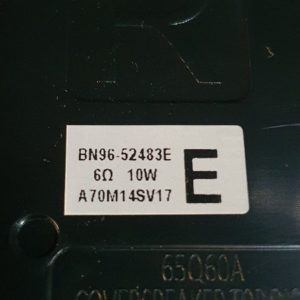 R
BN96-52483E
6Ω 10W
A70M14SV17
E
65Q60A